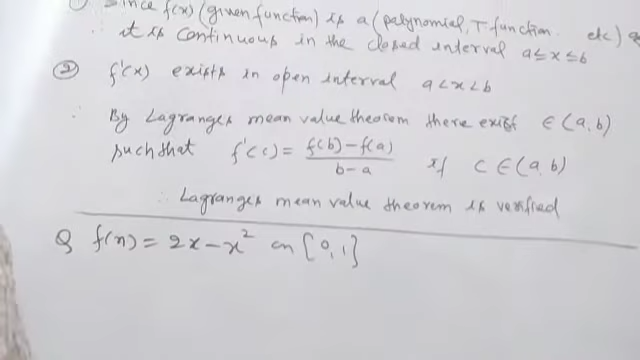 Since f(x) (given function) is a (polynomial, T. function etc)
∴ it is continuous in the closed interval a≤x≤b
② f'(x) exists in open interval a<x<b
∴ By Lagranges mean value theorem there exist ∈(a,b)
such that f'(c) = f(b) - f(a) / b - a if c ∈(a,b)
∴ Lagranges mean value theorem is verified
Q f(x) = 2x - x² on [0,1]